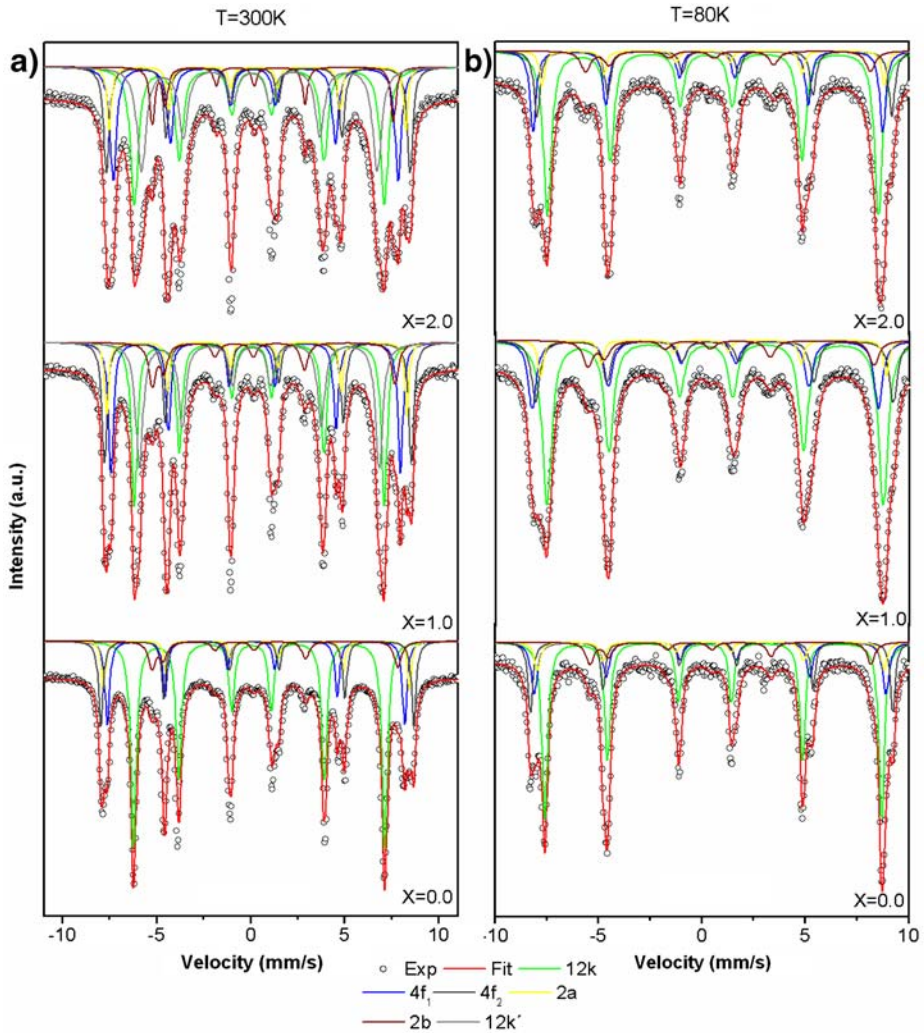 T=300K
T=80K
a)
b)
X=2.0
X=2.0
X=1.0
X=1.0
Intensity (a.u.)
X=0.0
X=0.0
-10 -5 0 5 10
-10 -5 0 5 10
Velocity (mm/s)
Velocity (mm/s)
Exp Fit 12k
4f₁ 4f₂ 2a
2b 12k´